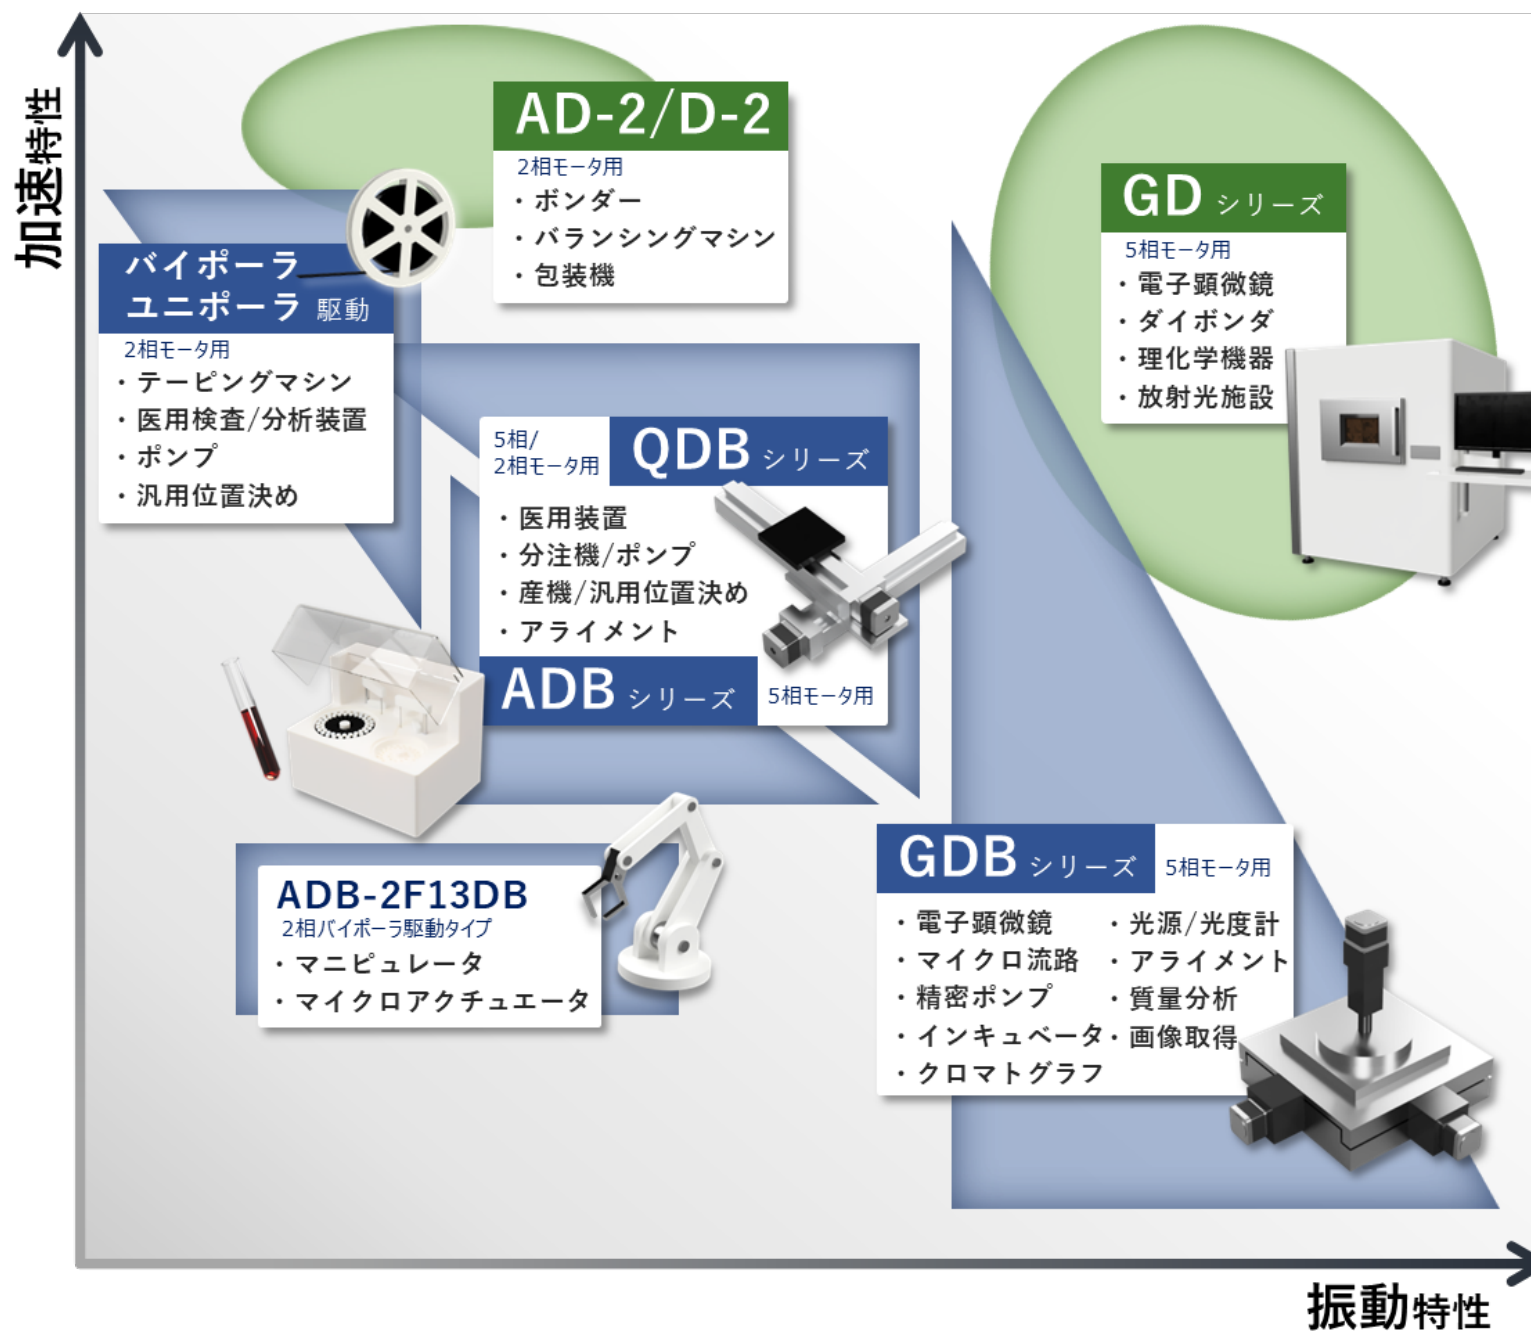 加速特性
AD-2/D-2
2相モータ用
・ボンダー
・バランシングマシン
・包装機
GD シリーズ
5相モータ用
・電子顕微鏡
・ダイボンダ
・理化学機器
・放射光施設
バイポーラ
ユニポーラ 駆動
2相モータ用
・テーピングマシン
・医用検査/分析装置
・ポンプ
・汎用位置決め
5相/
2相モータ用
QDB シリーズ
・医用装置
・分注機/ポンプ
・産機/汎用位置決め
・アライメント
ADB シリーズ
5相モータ用
ADB-2F13DB
2相バイポーラ駆動タイプ
・マニピュレータ
・マイクロアクチュエータ
GDB シリーズ
5相モータ用
・電子顕微鏡
・マイクロ流路
・精密ポンプ
・インキュベータ
・クロマトグラフ
・光源/光度計
・アライメント
・質量分析
・画像取得
振動特性